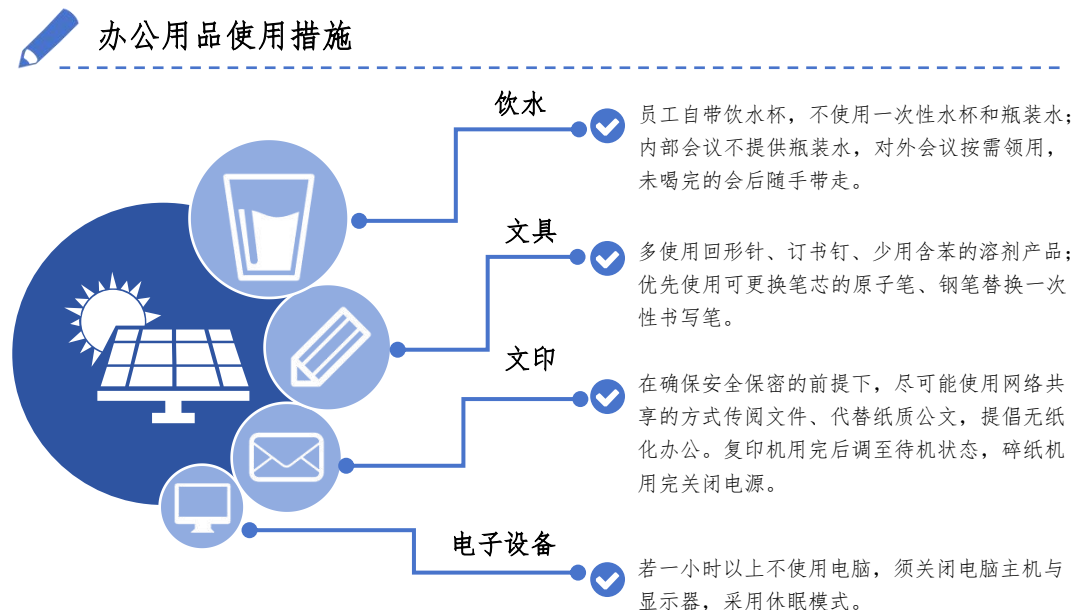 办公用品使用措施
饮水
员工自带饮水杯，不使用一次性水杯和瓶装水；
内部会议不提供瓶装水，对外会议按需领用，
未喝完的会后随手带走。
文具
多使用回形针、订书钉、少用含苯的溶剂产品；
优先使用可更换笔芯的原子笔、钢笔替换一次
性书写笔。
文印
在确保安全保密的前提下，尽可能使用网络共
享的方式传阅文件、代替纸质公文，提倡无纸
化办公。复印机用完后调至待机状态，碎纸机
用完关闭电源。
电子设备
若一小时以上不使用电脑，须关闭电脑主机与
显示器，采用休眠模式。